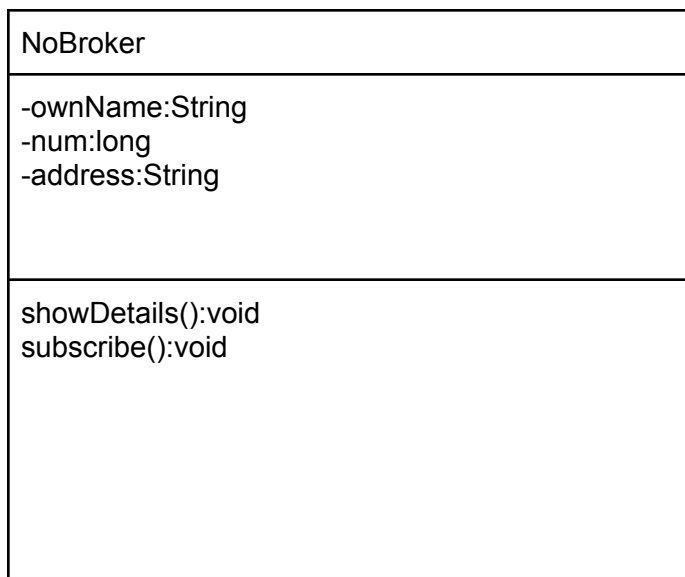 NoBroker
-ownName:String
-num:long
-address:String
showDetails():void
subscribe():void